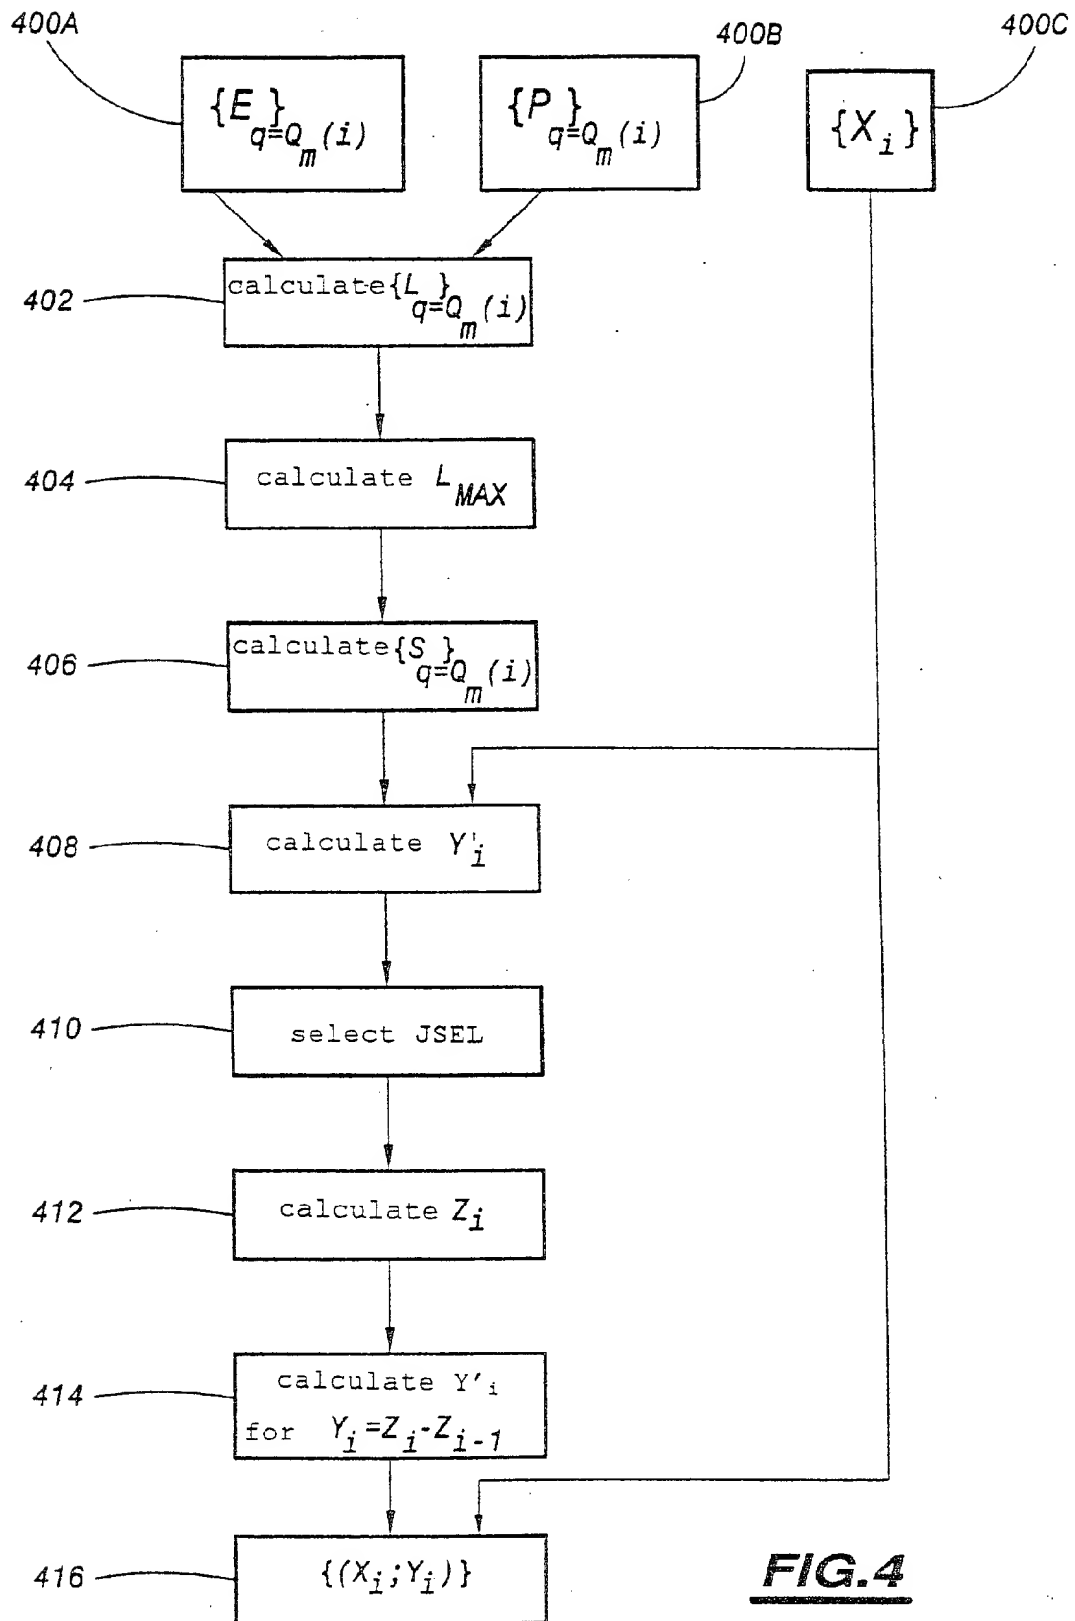 400A
400B
400C
{E }
q=Qm(i)
{P }
q=Qm(i)
{Xi}
402
calculate{L }
q=Qm(i)
404
calculate LMAX
406
calculate{S }
q=Qm(i)
408
calculate Y'i
410
select JSEL
412
calculate Zi
414
calculate Y'i
for Yi=Zi-Zi-1
416
{(Xi;Yi)}
FIG.4